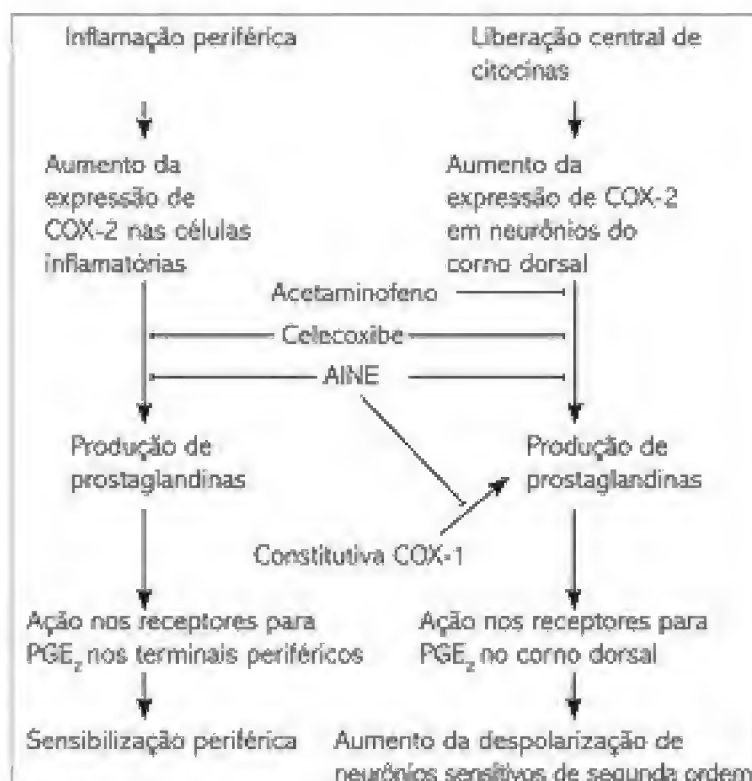 Inflamação periférica
Liberação central de
citocinas
Aumento da
expressão de
COX-2 nas células
inflamatórias
Aumento da
expressão de COX-2
em neurônios do
corno dorsal
Acetaminofeno
Celecoxibe
AINE
Produção de
prostaglandinas
Produção de
prostaglandinas
Constitutiva COX-1
Ação nos receptores para
PGE₂ nos terminais periféricos
Ação nos receptores para
PGE₂ no corno dorsal
Sensibilização periférica
Aumento da despolarização de
neurônios sensitivos de segunda ordem